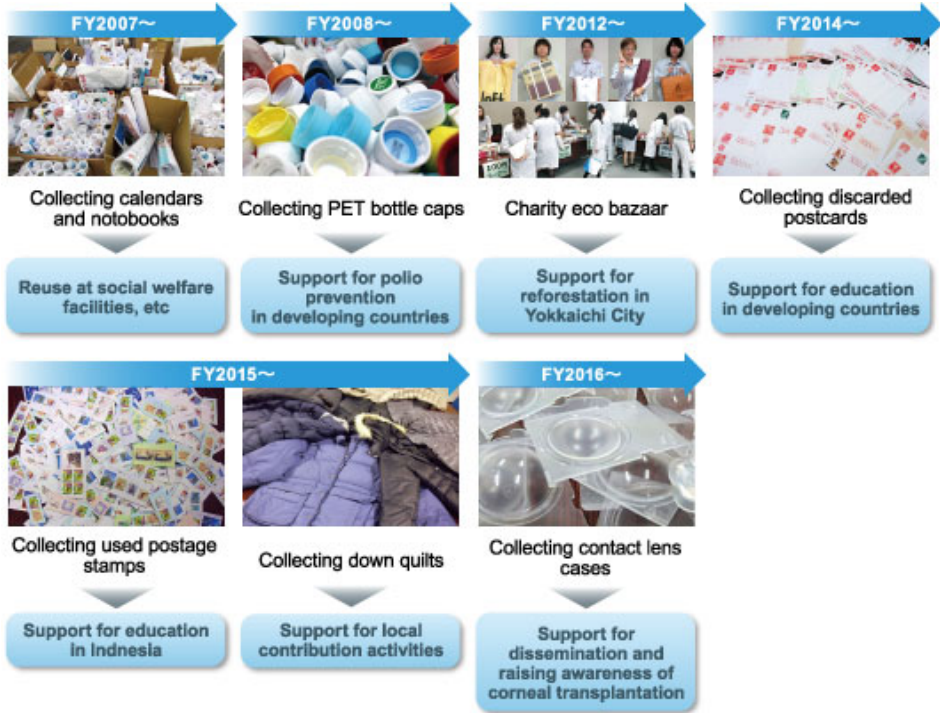 FY2007～
FY2008～
FY2012～
FY2014～
Collecting calendars
and notobooks
Collecting PET bottle caps
Charity eco bazaar
Collecting discarded
postcards
Reuse at social welfare
facilities, etc
Support for polio
prevention
in developing countries
Support for
reforestation in
Yokkaichi City
Support for education
in developing countries
FY2015～
FY2016～
Collecting used postage
stamps
Collecting down quilts
Collecting contact lens
cases
Support for education
in Indnesia
Support for local
contribution activities
Support for
dissemination and
raising awareness of
corneal transplantation